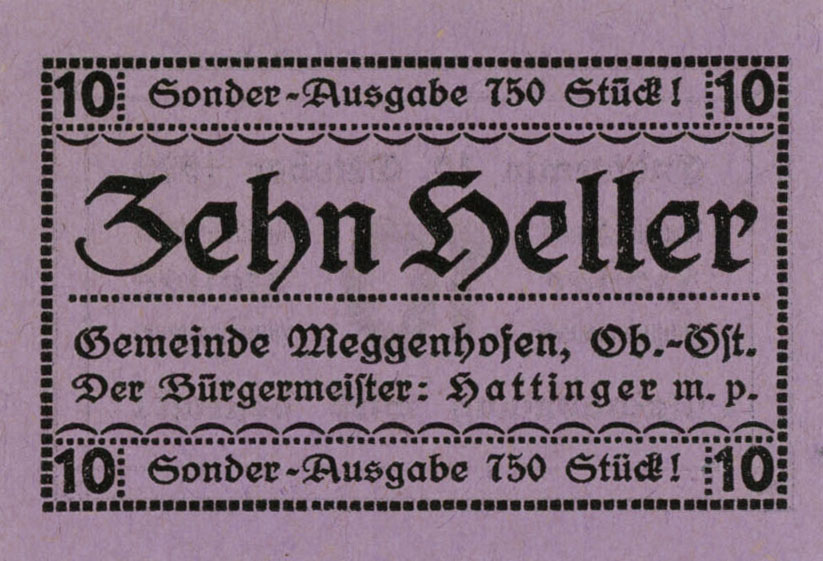 10 Sonder-Ausgabe 750 Stück! 10
Zehn Heller
Gemeinde Meggenhofen, Ob.-Öst.
Der Bürgermeister: Hattinger m. p.
10 Sonder-Ausgabe 750 Stück! 10